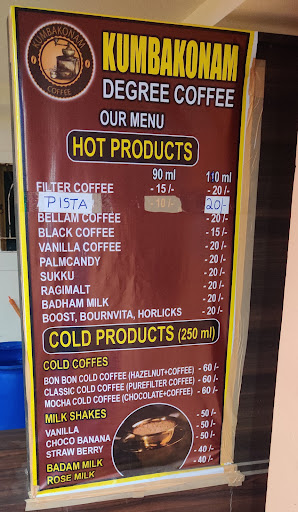 KUMBAKONAM
COFFEE
KUMBAKONAM
DEGREE COFFEE
OUR MENU
HOT PRODUCTS
90 ml 110 ml
FILTER COFFEE - 15 /- - 20/-
PISTA - 10 /- 20/-
BELLAM COFFEE - 20/-
BLACK COFFEE - 15/-
VANILLA COFFEE - 20 /-
PALMCANDY - 20/-
SUKKU - 20 /-
RAGIMALT - 20/-
BADHAM MILK - 20/-
BOOST, BOURNVITA, HORLICKS - 20/-
COLD PRODUCTS (250 ml)
COLD COFFES
BON BON COLD COFFEE (HAZELNUT+COFFEE) - 60 /-
CLASSIC COLD COFFEE (PUREFILTER COFFEE) - 60 /-
MOCHA COLD COFFEE (CHOCOLATE+COFFEE) - 60 /-
MILK SHAKES
VANILLA - 50 /-
CHOCO BANANA - 50 /-
STRAW BERRY - 50 /-
BADAM MILK - 40 /-
ROSE MILK - 40 /-